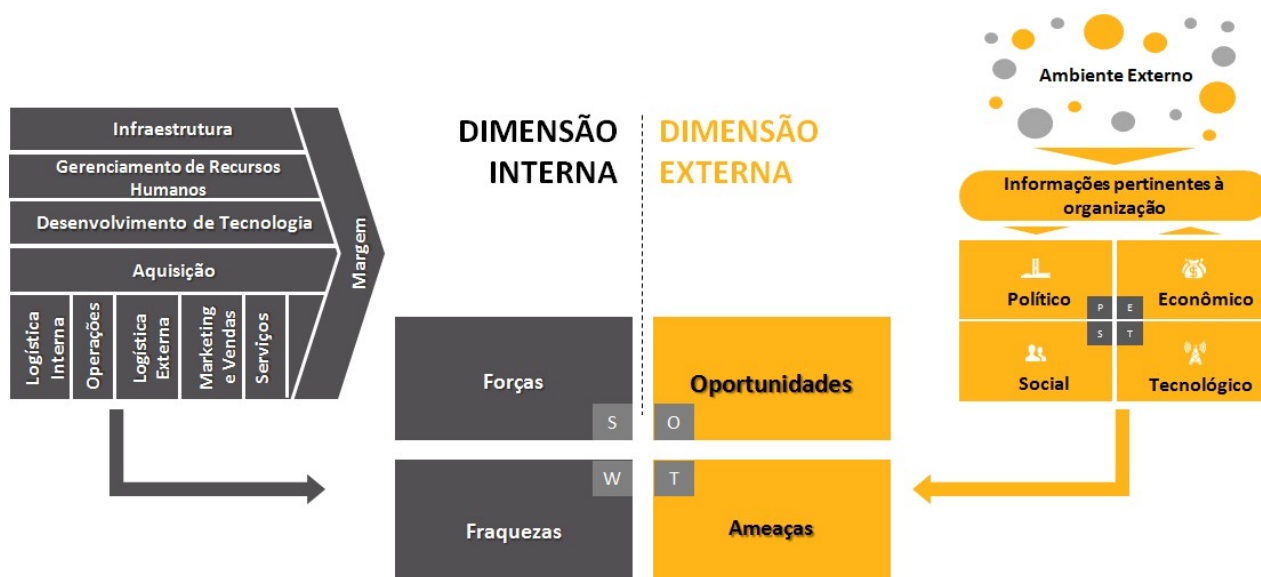 Infraestrutura
Gerenciamento de Recursos
Humanos
Desenvolvimento de Tecnologia
Aquisição
Logística
Interna
Operações
Logística
Externa
Marketing
e Vendas
Serviços
Margem
DIMENSÃO
INTERNA
DIMENSÃO
EXTERNA
Forças
S
Oportunidades
O
Fraquezas
W
Ameaças
T
Ambiente Externo
Informações pertinentes à
organização
Político
P
Econômico
E
Social
S
Tecnológico
T